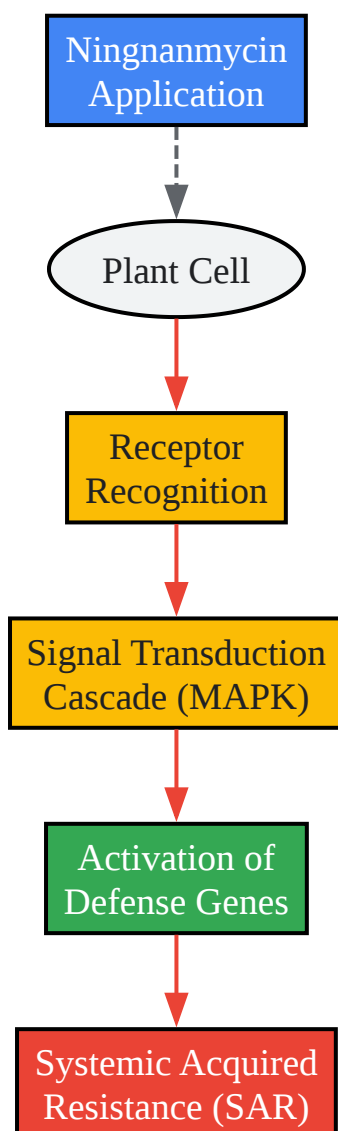 Ningnanmycin
Application
Plant Cell
Receptor
Recognition
Signal Transduction
Cascade (MAPK)
Activation of
Defense Genes
Systemic Acquired
Resistance (SAR)